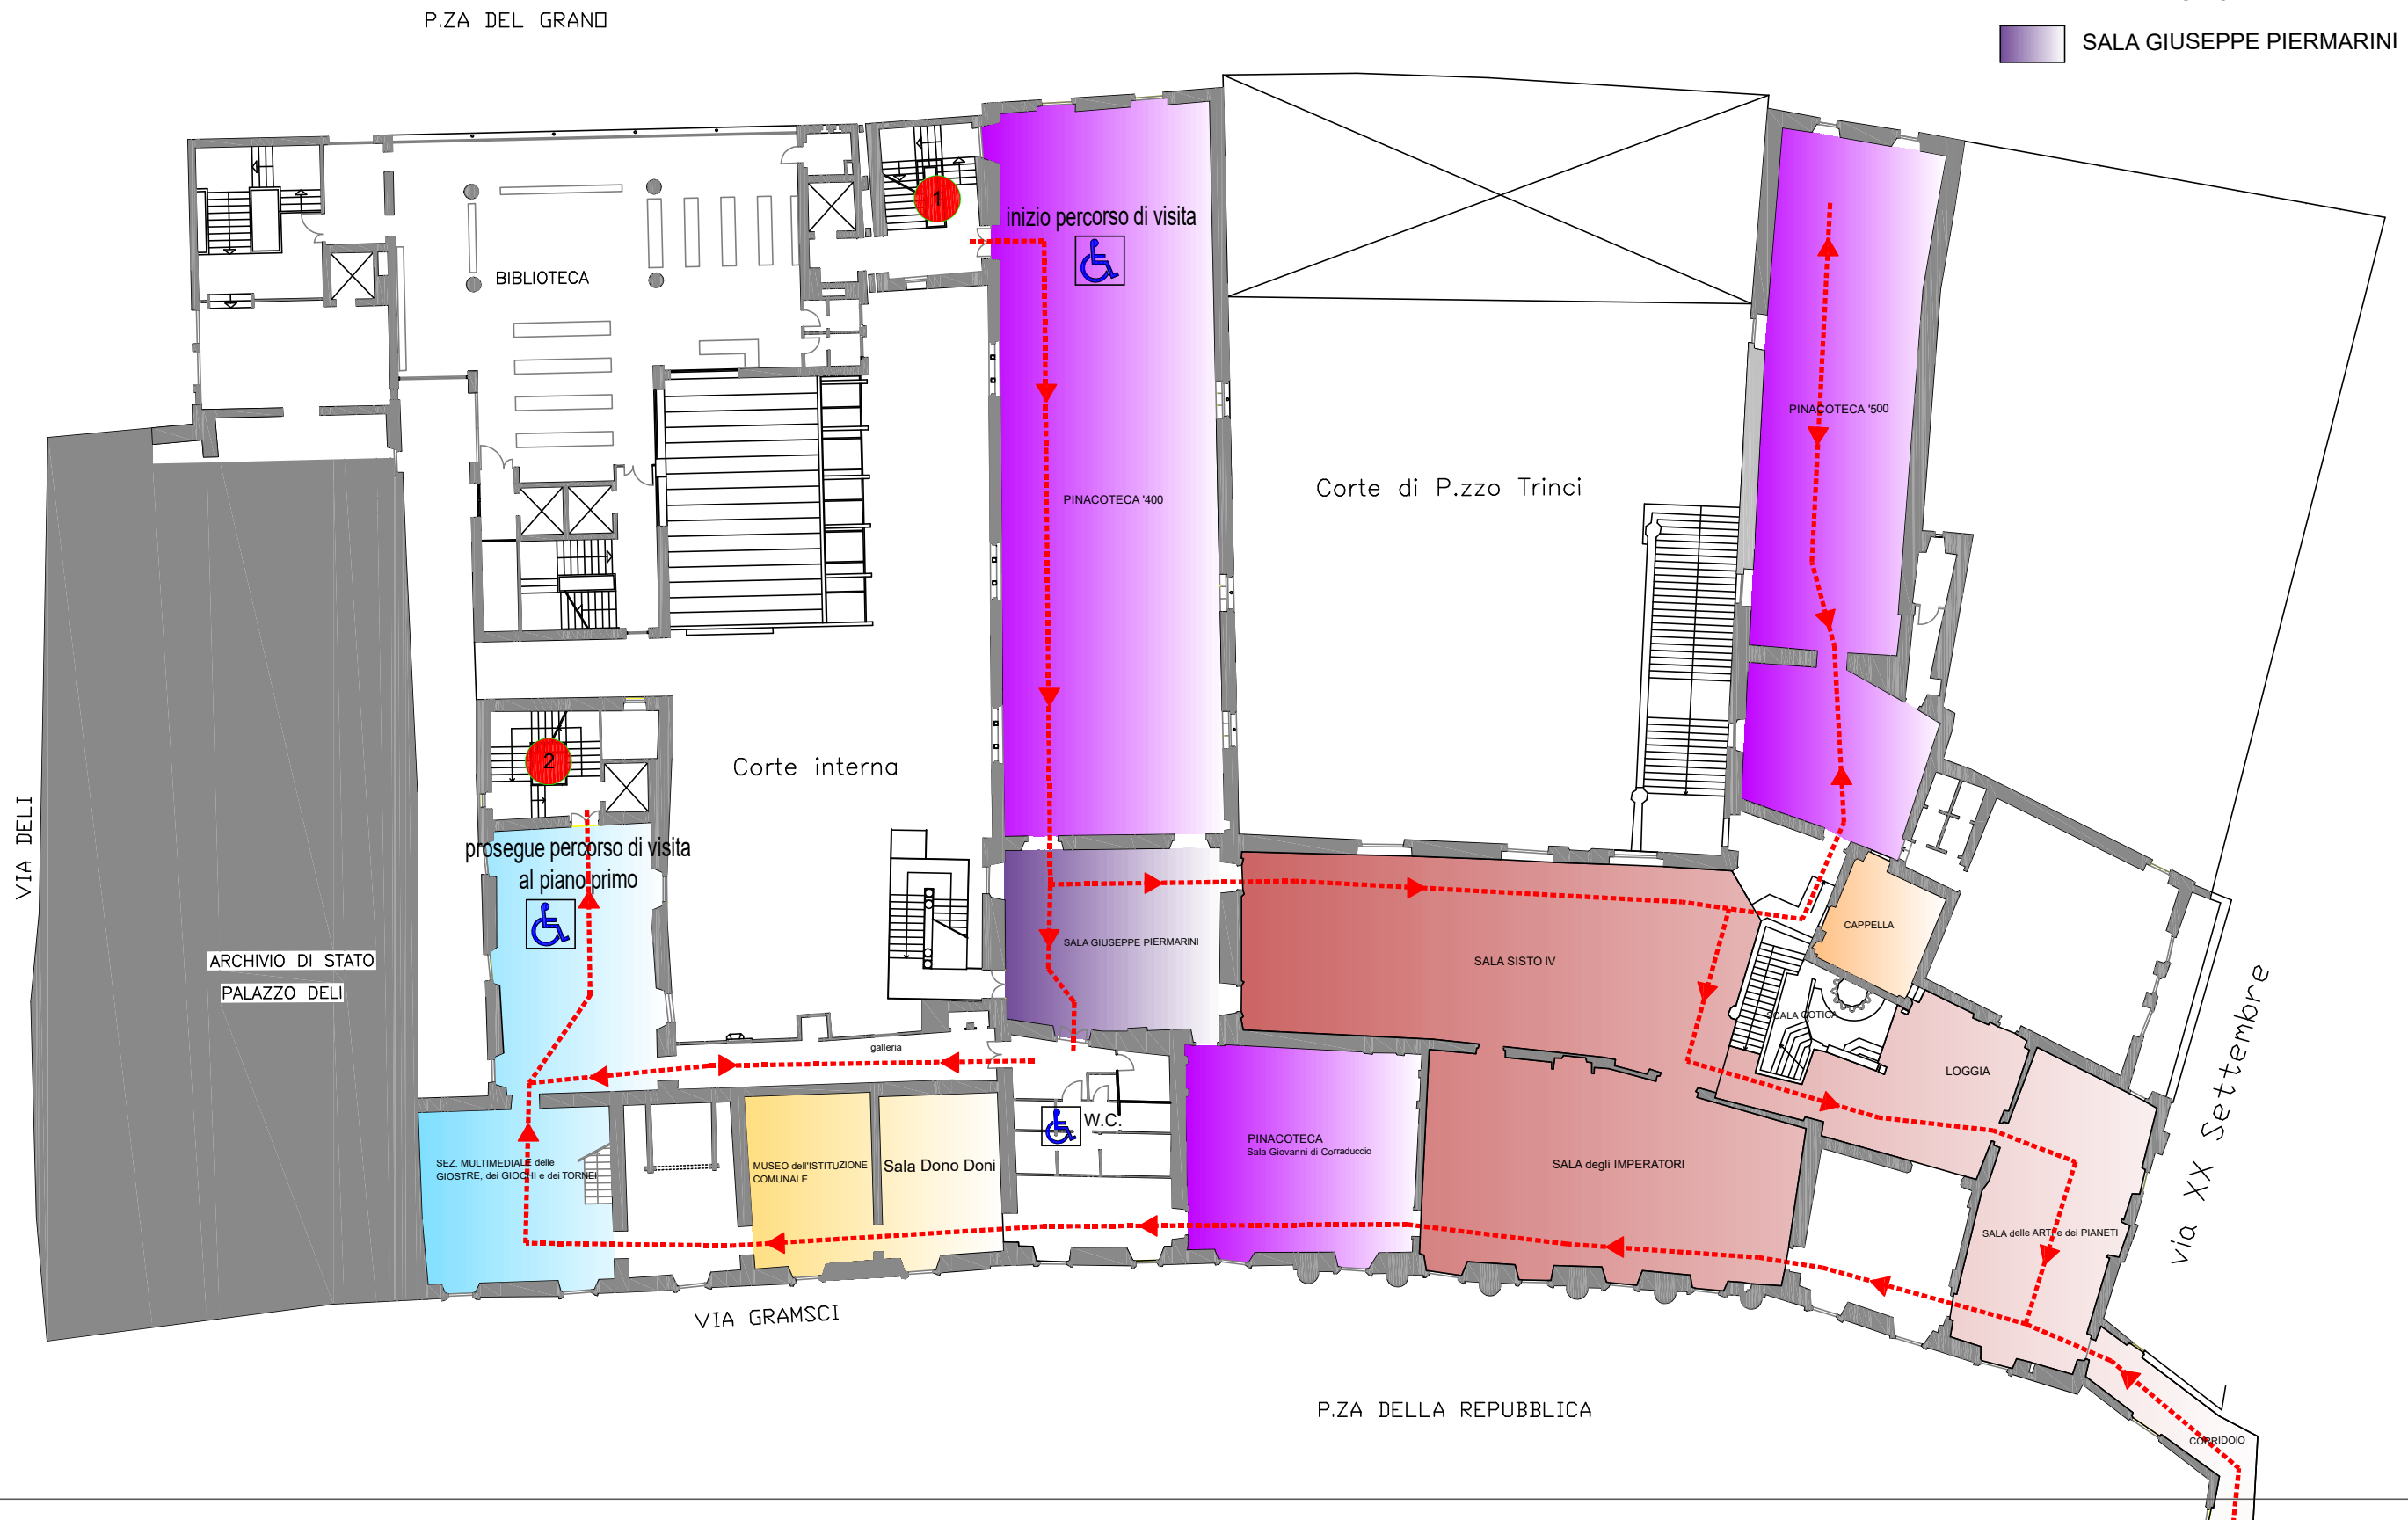 P.ZA DEL GRANO
SALA GIUSEPPE PIERMARINI
1
inizio percorso di visita
BIBLIOTECA
PINACOTECA '500
PINACOTECA '400
Corte di P.zzo Trinci
2
Corte interna
VIA DELI
prosegue percorso di visita
al piano primo
CAPPELLA
SALA GIUSEPPE PIERMARINI
SALA SISTO IV
ARCHIVIO DI STATO
PALAZZO DELI
SCALA GOTICA
via XX Settembre
galleria
LOGGIA
W.C.
PINACOTECA
Sala Giovanni di Corraduccio
SEZ. MULTIMEDIALE delle
GIOSTRE, dei GIOCHI e dei TORNEI
MUSEO dell'ISTITUZIONE
COMUNALE
Sala Dono Doni
SALA degli IMPERATORI
SALA delle ARTI e dei PIANETI
VIA GRAMSCI
P.ZA DELLA REPUBBLICA
CORRIDOIO